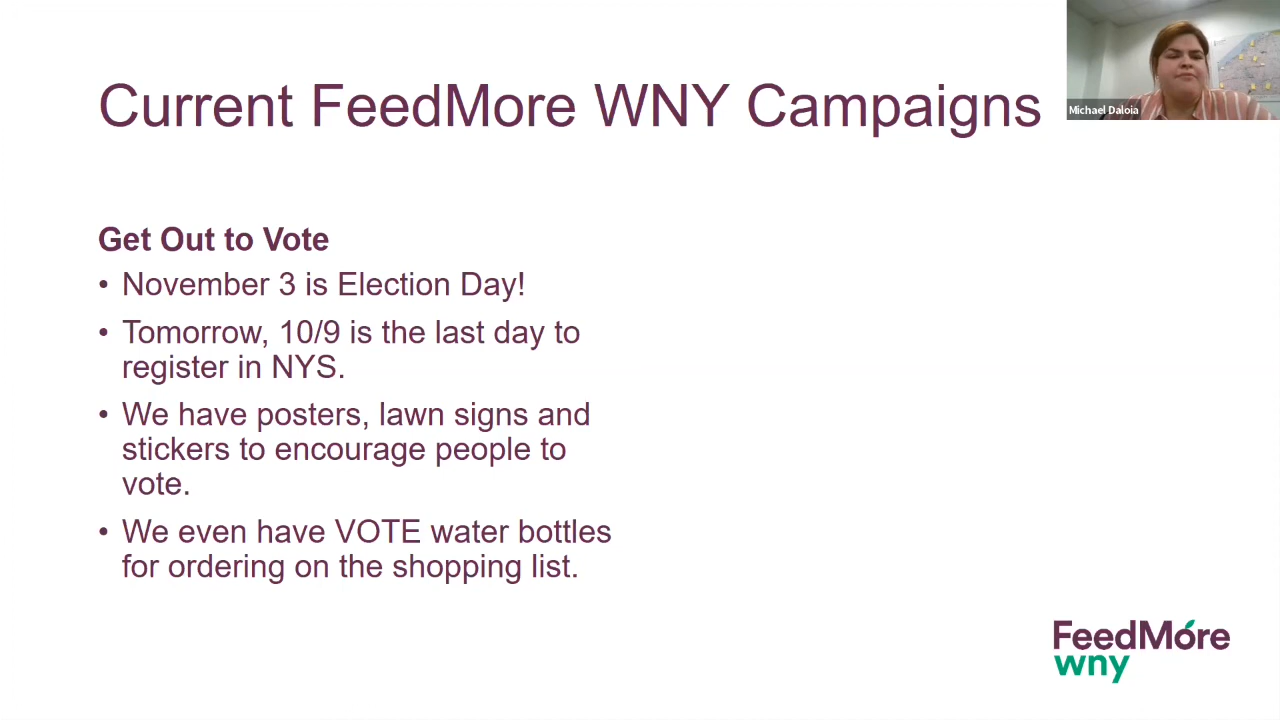 Current FeedMore WNY Campaigns
Michael Daloia
Get Out to Vote
• November 3 is Election Day!
• Tomorrow, 10/9 is the last day to
register in NYS.
• We have posters, lawn signs and
stickers to encourage people to
vote.
• We even have VOTE water bottles
for ordering on the shopping list.
FeedMore
wny